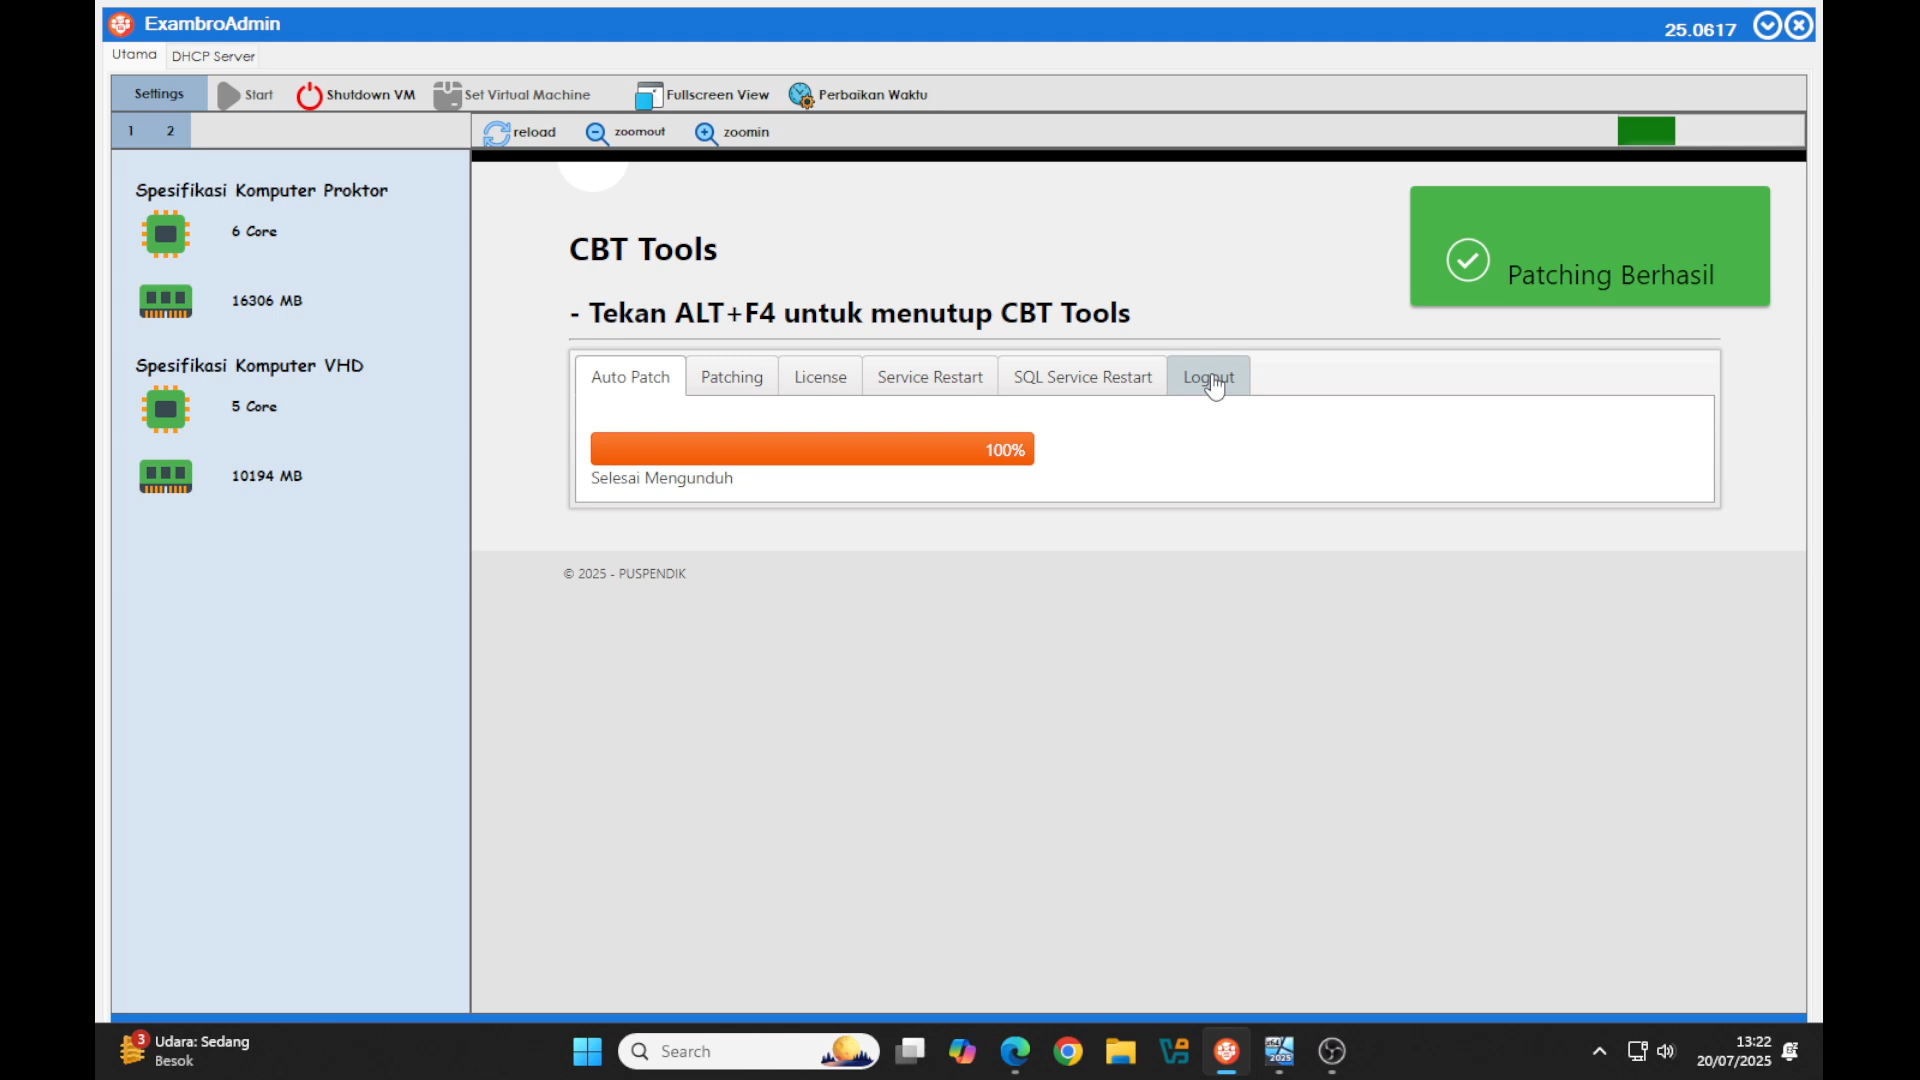 ExambroAdmin
25.0617
Utama DHCP Server
Settings Start Shutdown VM Set Virtual Machine Fullscreen View Perbaikan Waktu
1 2 reload zoomout zoomin
Spesifikasi Komputer Proktor
6 Core
16306 MB
Spesifikasi Komputer VHD
5 Core
10194 MB
Patching Berhasil
CBT Tools
- Tekan ALT+F4 untuk menutup CBT Tools
Auto Patch Patching License Service Restart SQL Service Restart Logout
100%
Selesai Mengunduh
© 2025 - PUSPENDIK
3
Udara: Sedang
Besok
Search
x64
2025
13:22
20/07/2025